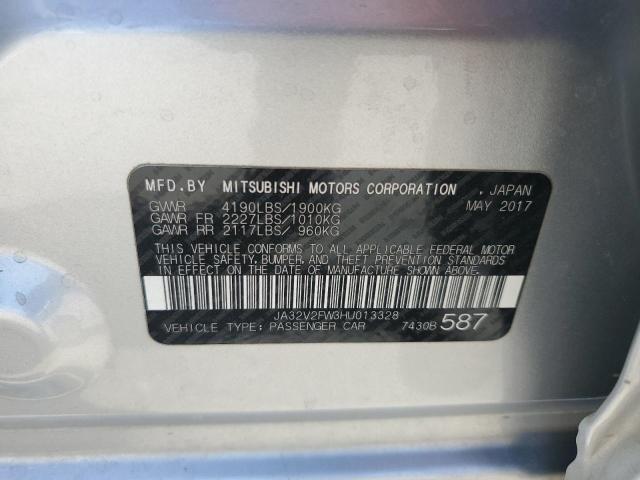 MFD.BY MITSUBISHI MOTORS CORPORATION . JAPAN
GVWR 4190LBS/1900KG MAY 2017
GAWR FR 2227LBS/1010KG
GAWR RR 2117LBS/ 960KG
THIS VEHICLE CONFORMS TO ALL APPLICABLE FEDERAL MOTOR
VEHICLE SAFETY, BUMPER, AND THEFT PREVENTION STANDARDS
IN EFFECT ON THE DATE OF MANUFACTURE SHOWN ABOVE.
JA32V2FW3HU013328
VEHICLE TYPE: PASSENGER CAR 7430B 587